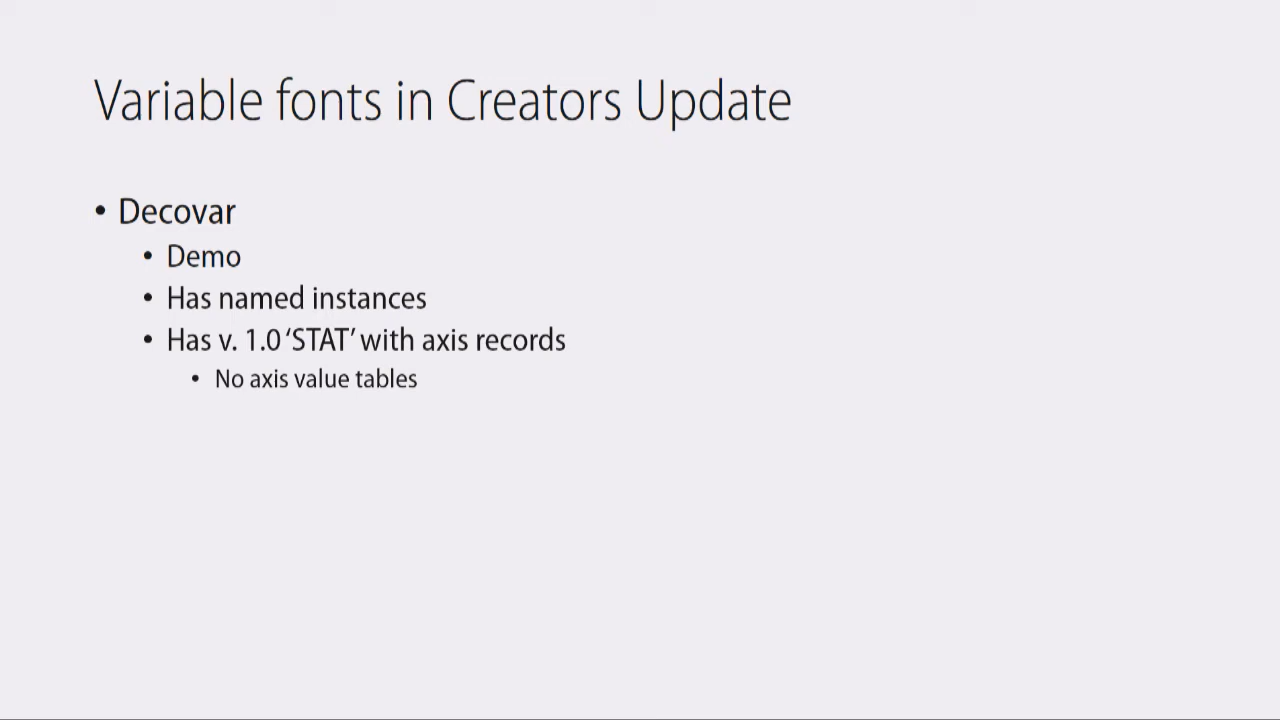 Variable fonts in Creators Update
• Decovar
• Demo
• Has named instances
• Has v. 1.0 ‘STAT’ with axis records
• No axis value tables